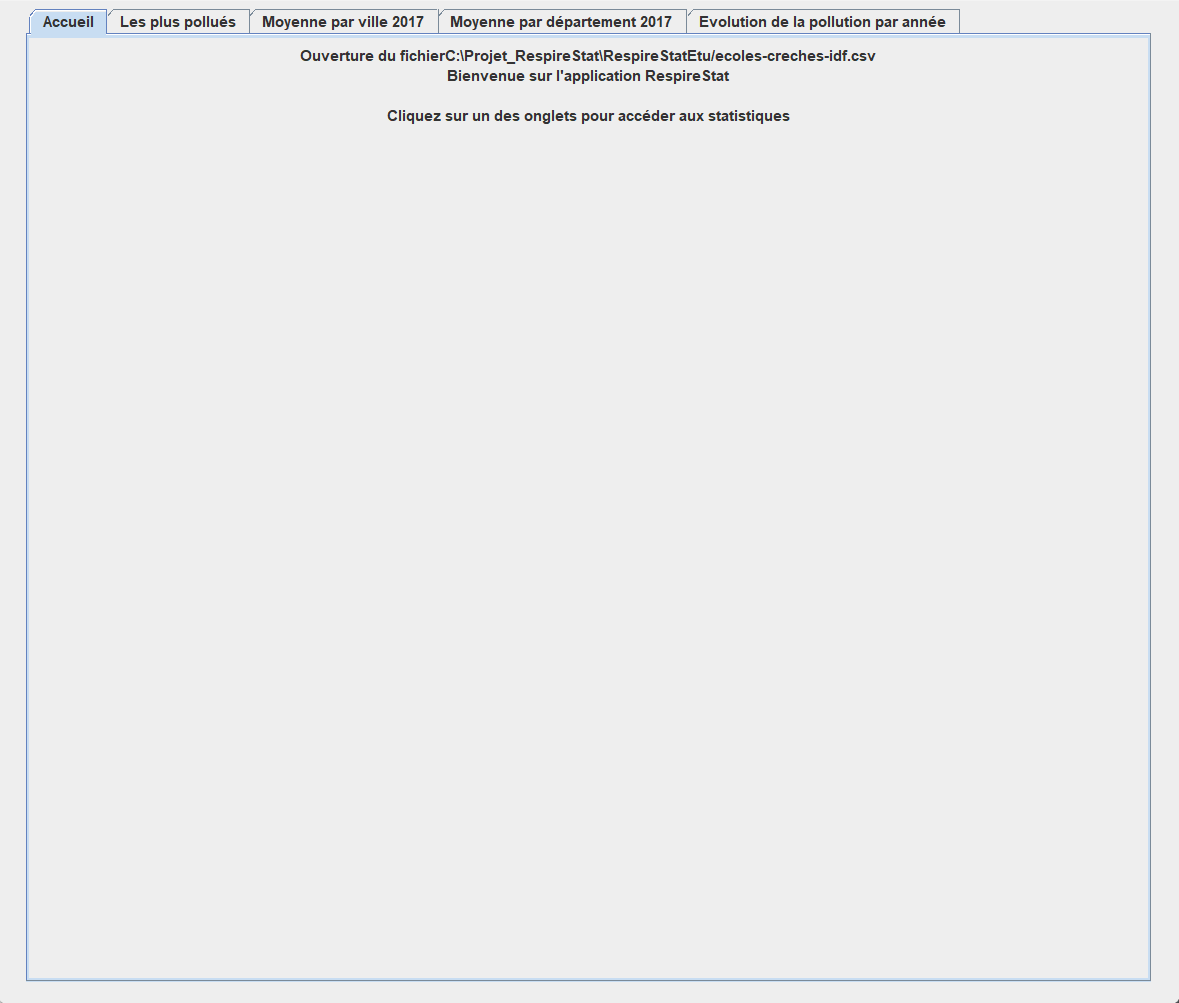 Accueil Les plus pollués Moyenne par ville 2017 Moyenne par département 2017 Evolution de la pollution par année
Ouverture du fichierC:\Projet_RespireStat\RespireStatEtu/ecoles-creches-idf.csv
Bienvenue sur l'application RespireStat
Cliquez sur un des onglets pour accéder aux statistiques